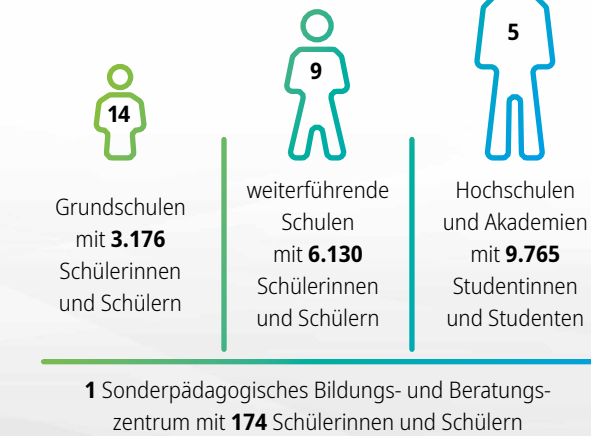 14
Grundschulen
mit 3.176
Schülerinnen
und Schülern
9
weiterführende
Schulen
mit 6.130
Schülerinnen
und Schülern
5
Hochschulen
und Akademien
mit 9.765
Studentinnen
und Studenten
1 Sonderpädagogisches Bildungs- und Beratungs-
zentrum mit 174 Schülerinnen und Schülern